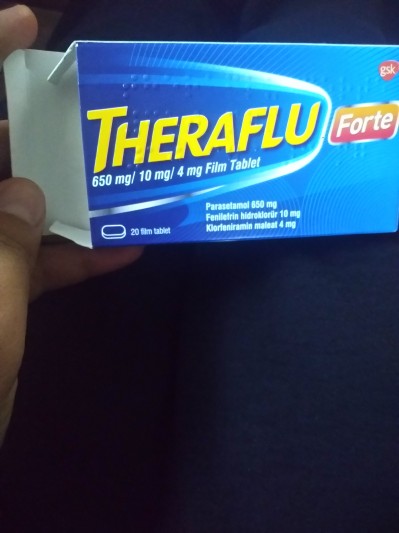 gsk
THERAFLU Forte
650 mg/ 10 mg/ 4 mg Film Tablet
Parasetamol 650 mg
Fenilefrin hidroklorür 10 mg
Klorfeniramin maleat 4 mg
20 film tablet